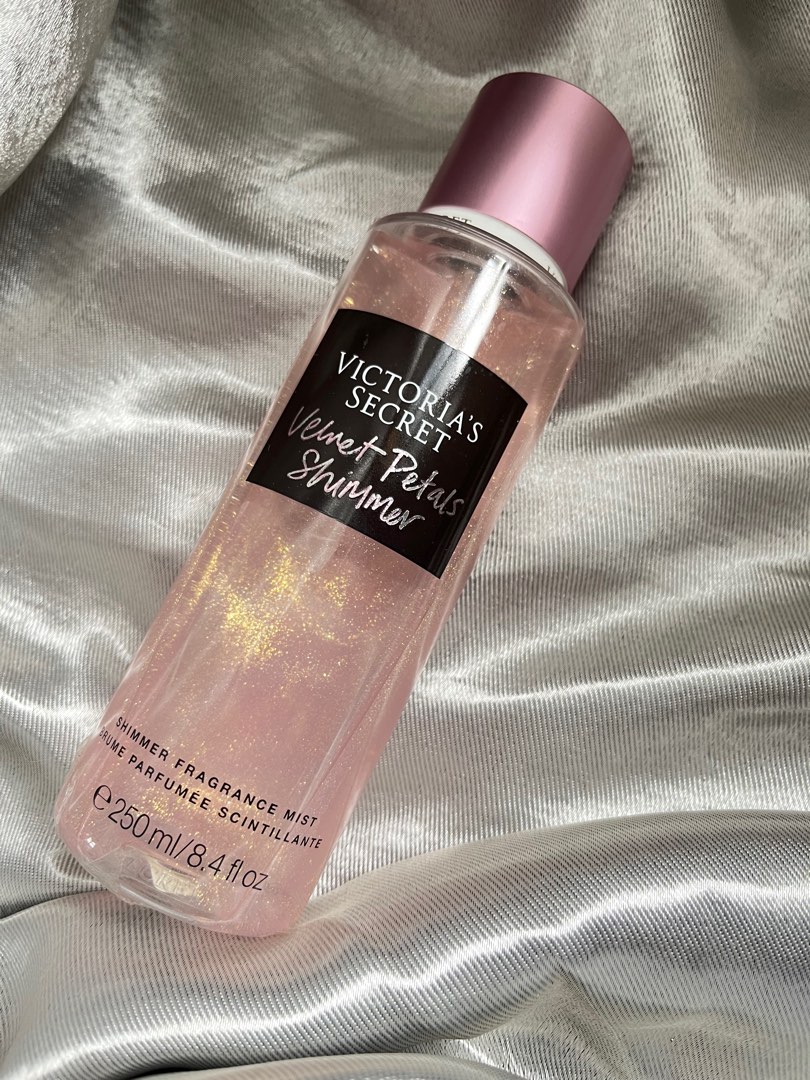 VICTORIA'S
SECRET
Velvet Petals
Shimmer
SHIMMER FRAGRANCE MIST
BRUME PARFUMÉE SCINTILLANTE
℮250 ml/8.4 fl oz